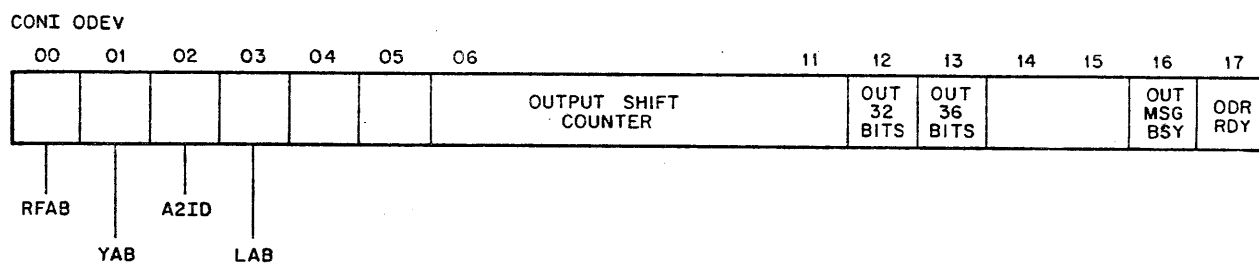 CONI ODEV
00 01 02 03 04 05 06 11 12 13 14 15 16 17
OUTPUT SHIFT
COUNTER
OUT
32
BITS
OUT
36
BITS
OUT
MSG
BSY
ODR
RDY
RFAB
A2ID
YAB
LAB